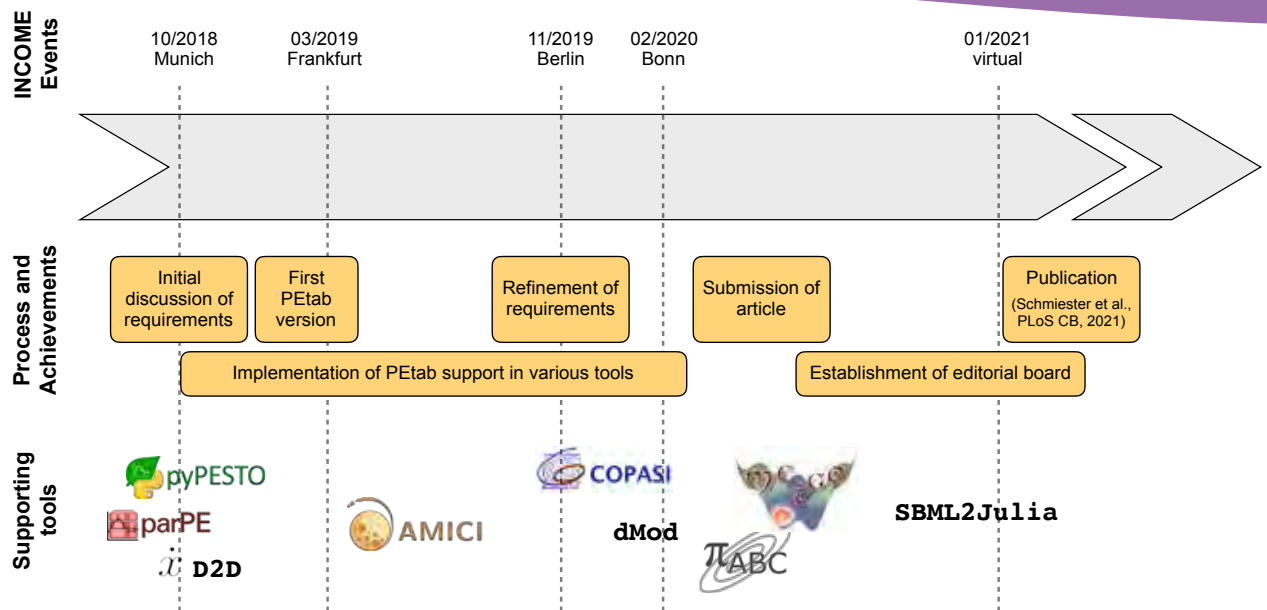 INCOME
Events
10/2018
Munich
03/2019
Frankfurt
11/2019
Berlin
02/2020
Bonn
01/2021
virtual
Process and
Achievements
Initial
discussion of
requirements
First
PEtab
version
Refinement of
requirements
Submission of
article
Publication
(Schmiester et al.,
PLoS CB, 2021)
Implementation of PEtab support in various tools
Establishment of editorial board
Supporting
tools
pyPESTO
parPE
ẋ D2D
AMICI
COPASI
dMod
πABC
SBML2Julia